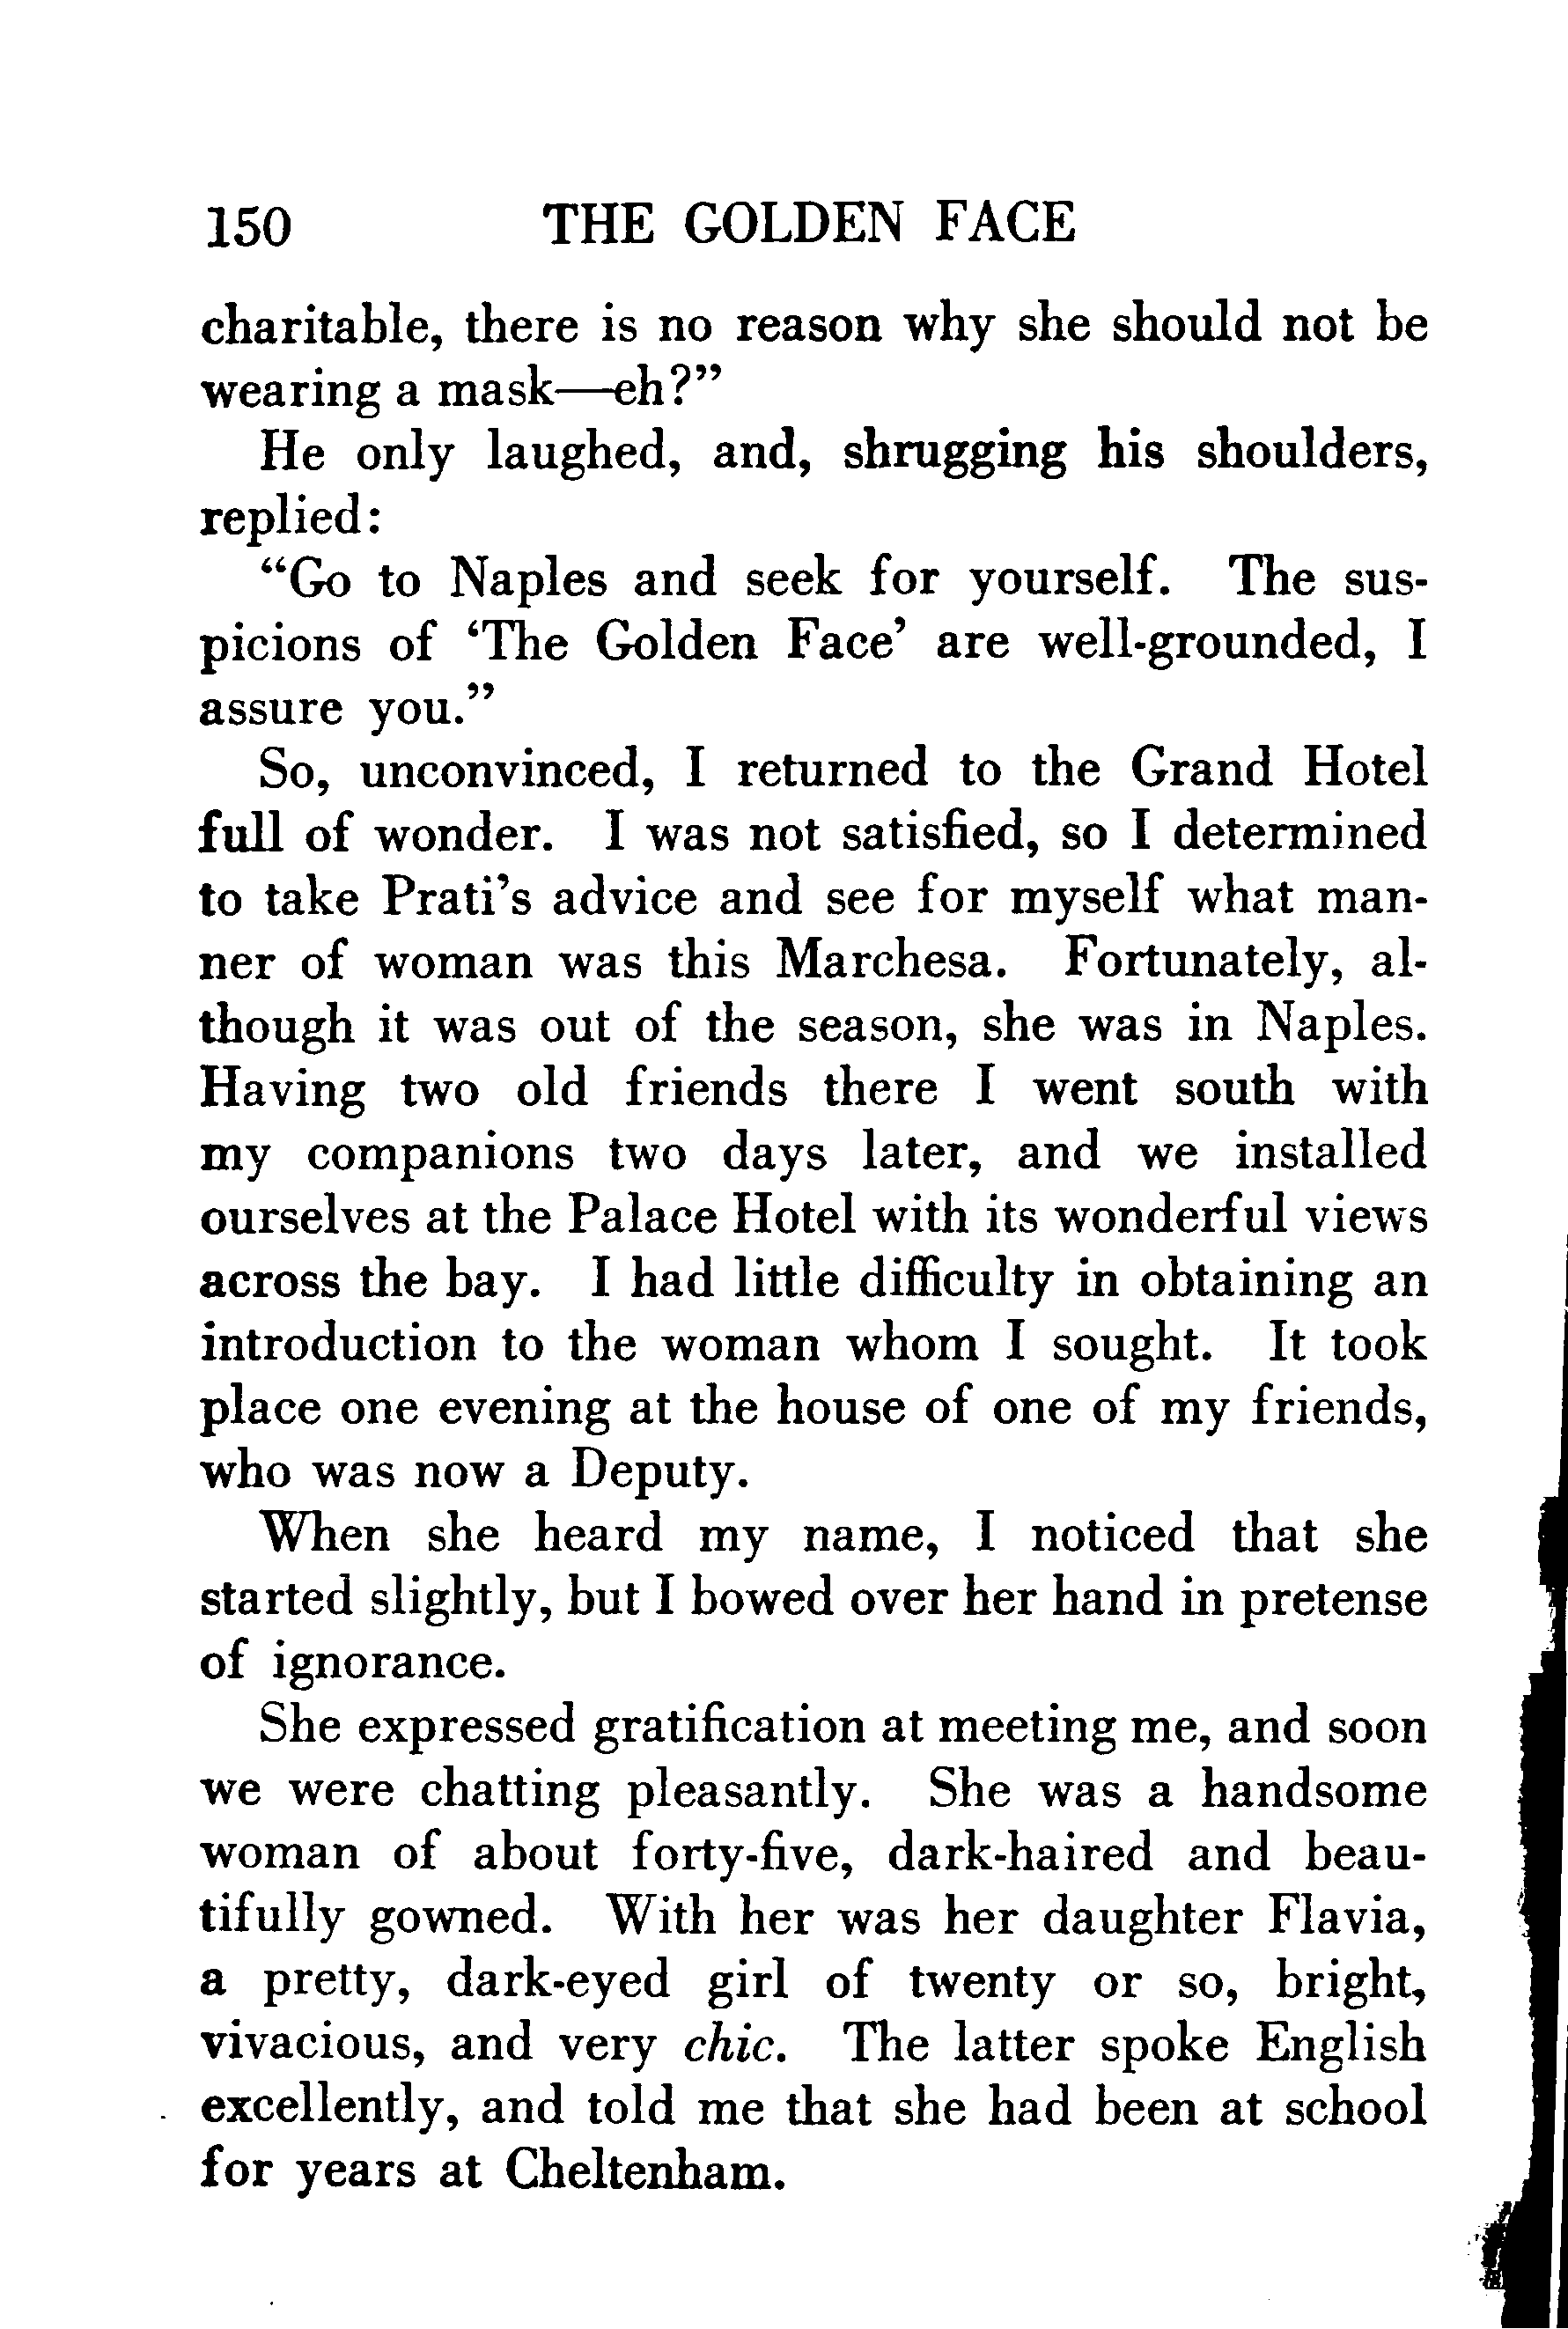 150 THE GOLDEN FACE
charitable, there is no reason why she should not be
wearing a mask—eh?”
He only laughed, and, shrugging his shoulders,
replied:
“Go to Naples and seek for yourself. The sus-
picions of ‘The Golden Face’ are well-grounded, I
assure you.”
So, unconvinced, I returned to the Grand Hotel
full of wonder. I was not satisfied, so I determined
to take Prati’s advice and see for myself what man-
ner of woman was this Marchesa. Fortunately, al-
though it was out of the season, she was in Naples.
Having two old friends there I went south with
my companions two days later, and we installed
ourselves at the Palace Hotel with its wonderful views
across the bay. I had little difficulty in obtaining an
introduction to the woman whom I sought. It took
place one evening at the house of one of my friends,
who was now a Deputy.
When she heard my name, I noticed that she
started slightly, but I bowed over her hand in pretense
of ignorance.
She expressed gratification at meeting me, and soon
we were chatting pleasantly. She was a handsome
woman of about forty-five, dark-haired and beau-
tifully gowned. With her was her daughter Flavia,
a pretty, dark-eyed girl of twenty or so, bright,
vivacious, and very chic. The latter spoke English
excellently, and told me that she had been at school
for years at Cheltenham.